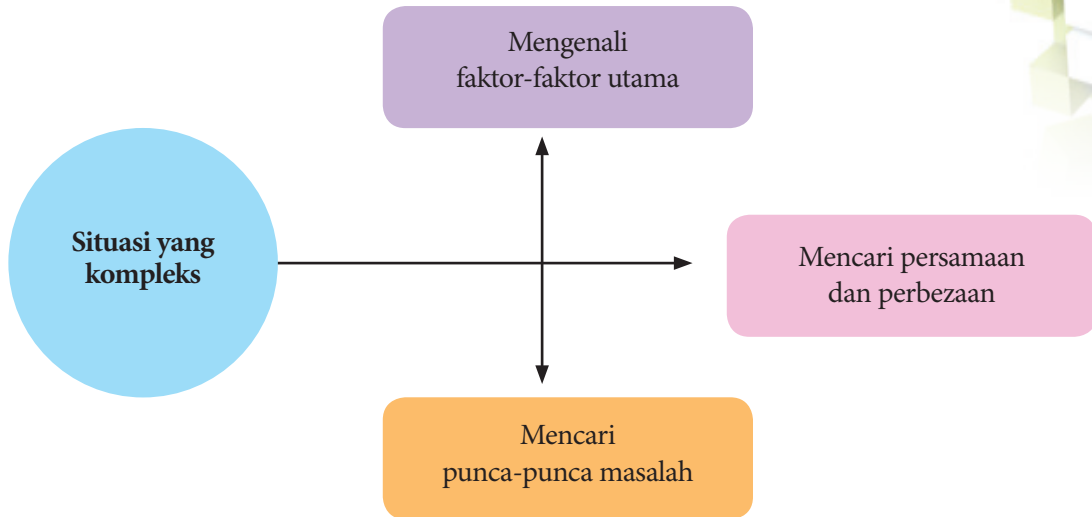 Mengenali
faktor-faktor utama
Situasi yang
kompleks
Mencari persamaan
dan perbezaan
Mencari
punca-punca masalah